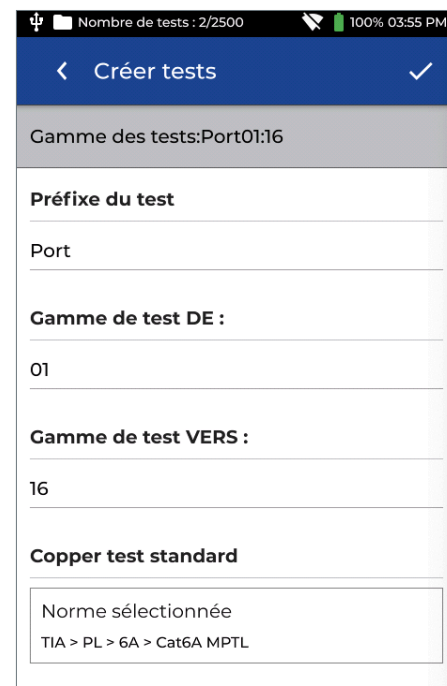 Nombre de tests : 2/2500 100% 03:55 PM
Créer tests
Gamme des tests:Port01:16
Préfixe du test
Port
Gamme de test DE :
01
Gamme de test VERS :
16
Copper test standard
Norme sélectionnée
TIA > PL > 6A > Cat6A MPTL